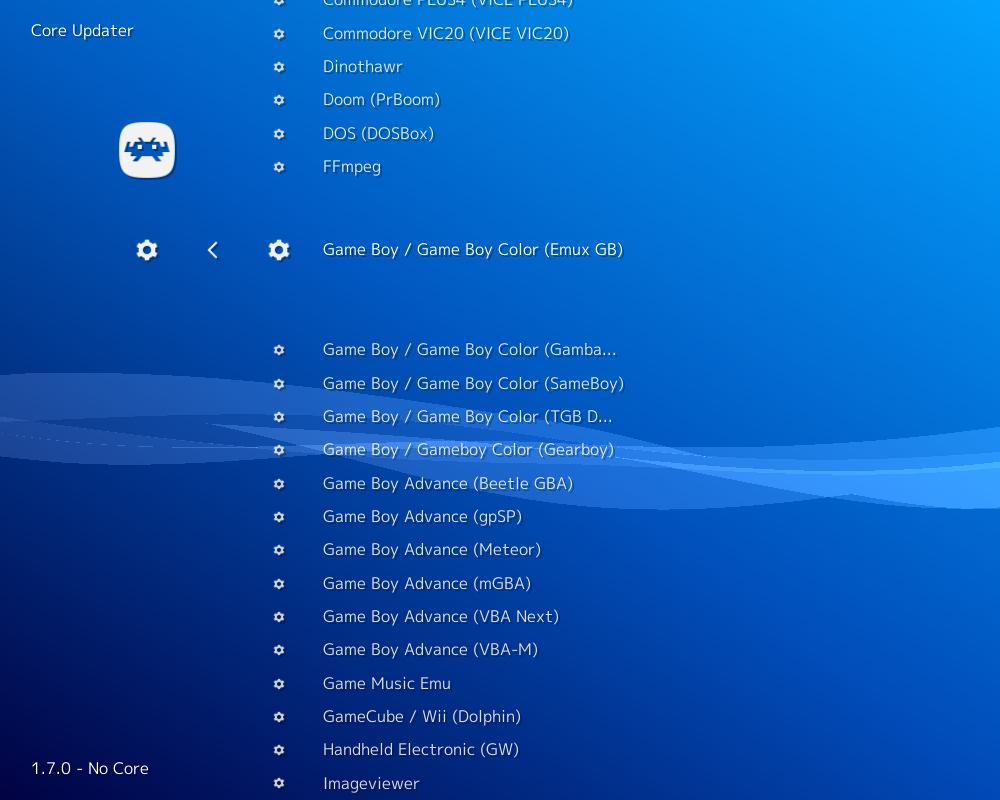 Commodore PLUS4 (VICE PLUS4)
Core Updater
Commodore VIC20 (VICE VIC20)
Dinothawr
Doom (PrBoom)
DOS (DOSBox)
FFmpeg
Game Boy / Game Boy Color (Emux GB)
Game Boy / Game Boy Color (Gamba...
Game Boy / Game Boy Color (SameBoy)
Game Boy / Game Boy Color (TGB D...
Game Boy / Gameboy Color (Gearboy)
Game Boy Advance (Beetle GBA)
Game Boy Advance (gpSP)
Game Boy Advance (Meteor)
Game Boy Advance (mGBA)
Game Boy Advance (VBA Next)
Game Boy Advance (VBA-M)
Game Music Emu
GameCube / Wii (Dolphin)
Handheld Electronic (GW)
1.7.0 - No Core
Imageviewer